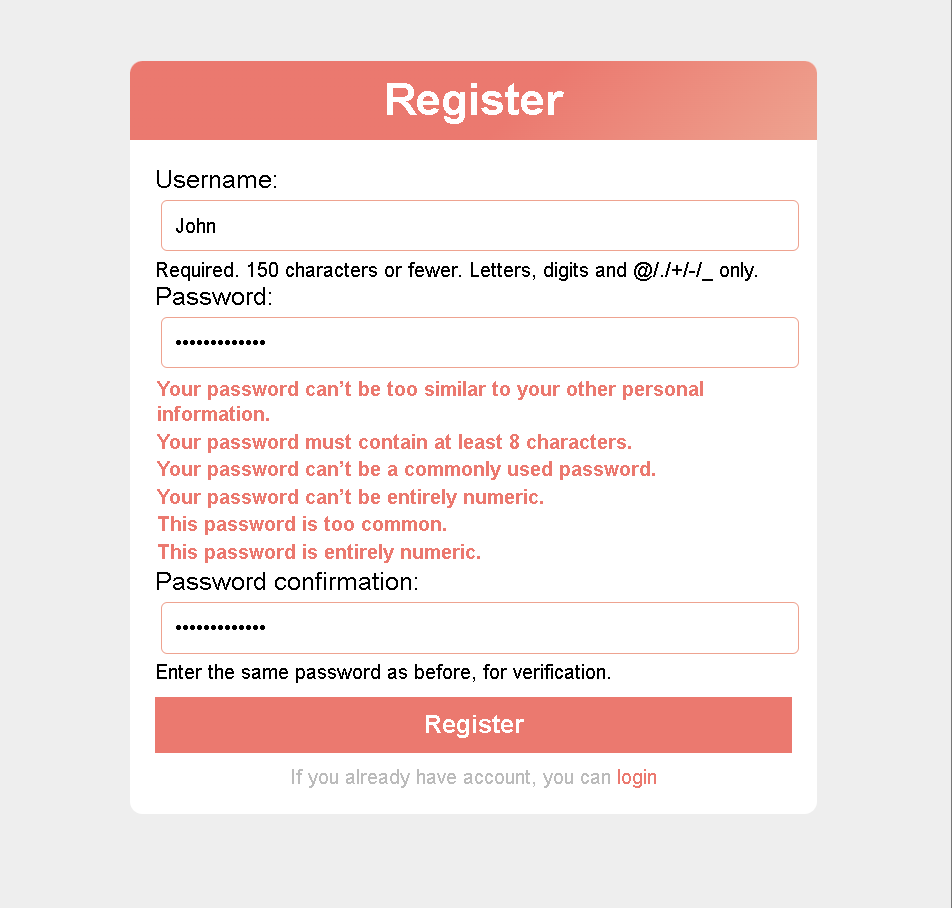 Register
Username:
John
Required. 150 characters or fewer. Letters, digits and @/./+/-/_ only.
Password:
•••••••••••••
Your password can’t be too similar to your other personal
information.
Your password must contain at least 8 characters.
Your password can’t be a commonly used password.
Your password can’t be entirely numeric.
This password is too common.
This password is entirely numeric.
Password confirmation:
•••••••••••••
Enter the same password as before, for verification.
Register
If you already have account, you can login